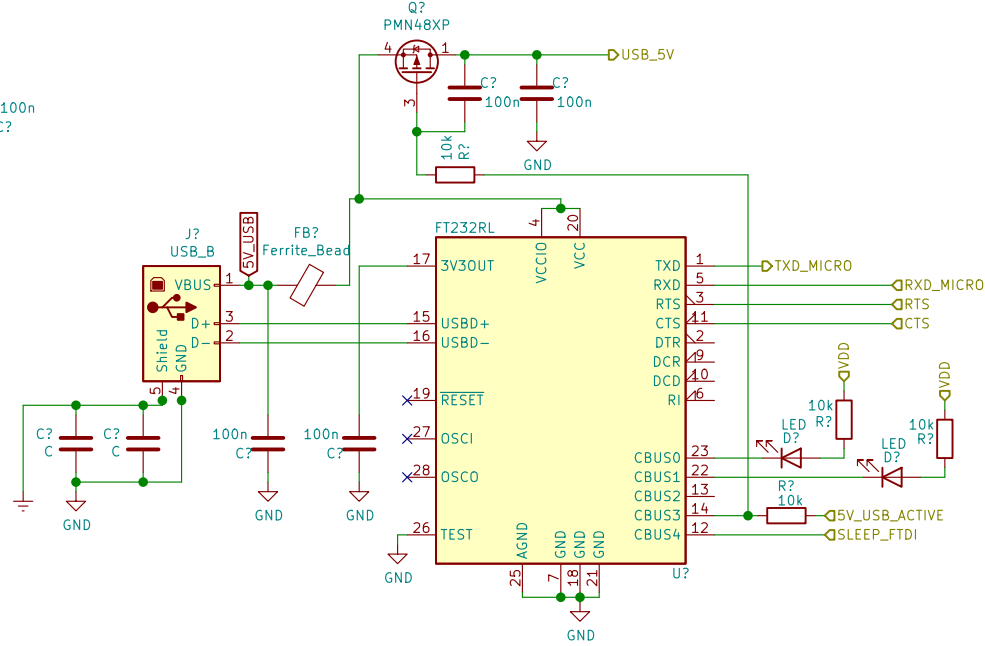 Q?
PMN48XP
4
1
USB_5V
3
C?
100n
C?
100n
100n
C?
10k
R?
GND
5V_USB
J?
USB_B
FB?
Ferrite_Bead
FT232RL
4
20
VCCIO
VCC
VBUS
1
D+
3
D-
2
Shield
GND
5
4
17
3V3OUT
15
USBD+
16
USBD-
19
RESET
27
OSCI
28
OSCO
26
TEST
TXD
1
TXD_MICRO
RXD
5
RXD_MICRO
RTS
3
RTS
CTS
11
CTS
DTR
2
DCR
9
DCD
10
RI
6
VDD
VDD
10k
R?
10k
R?
LED
D?
LED
D?
CBUS0
23
CBUS1
22
CBUS2
13
CBUS3
14
CBUS4
12
R?
10k
5V_USB_ACTIVE
SLEEP_FTDI
C?
C
C?
C
100n
C?
100n
C?
GND
GND
GND
GND
AGND
GND
GND
GND
25
7
18
21
U?
GND